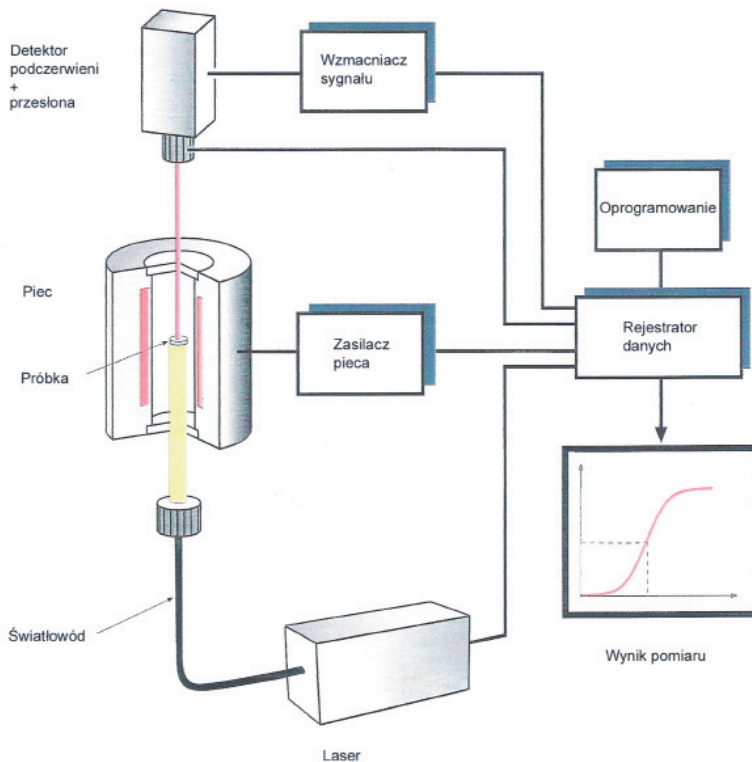 Detektor
podczerwieni
+
przesłona
Wzmacniacz
sygnału
Oprogramowanie
Piec
Próbka
Zasilacz
pieca
Rejestrator
danych
Światłowód
Wynik pomiaru
Laser